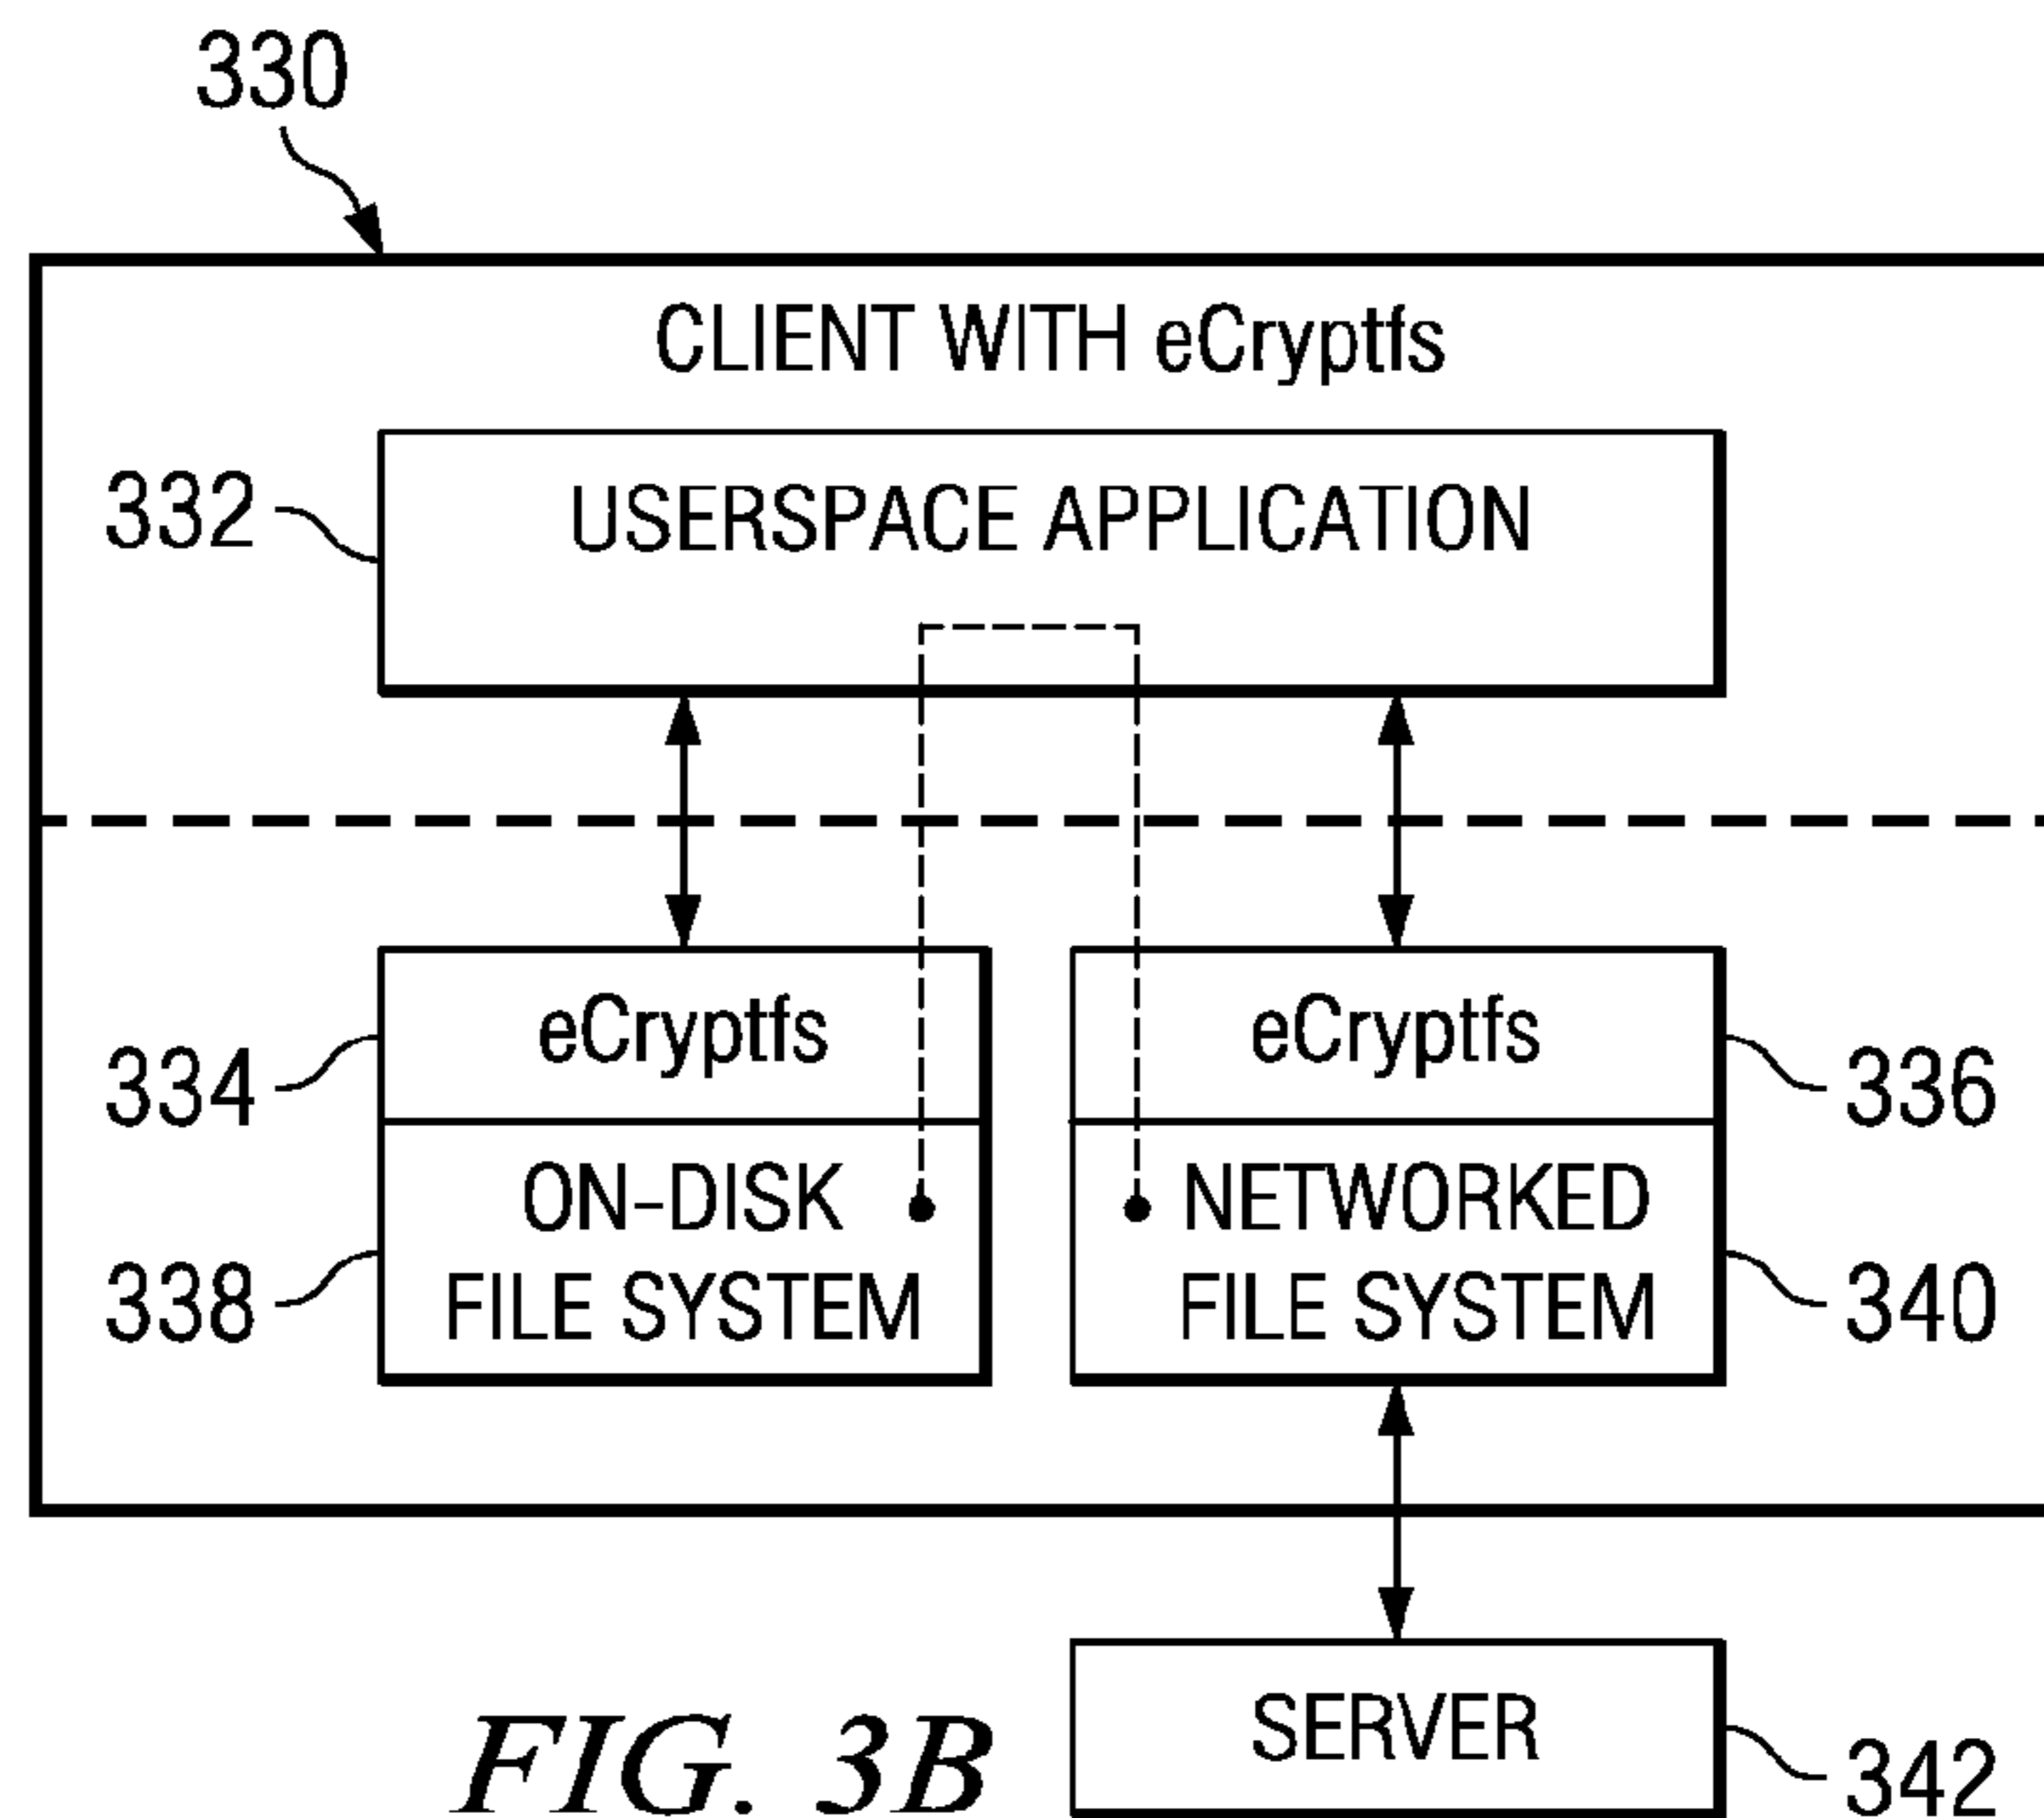 330
CLIENT WITH eCryptfs
332
USERSPACE APPLICATION
334
eCryptfs
eCryptfs
336
338
ON-DISK
FILE SYSTEM
NETWORKED
FILE SYSTEM
340
SERVER
342
FIG. 3B